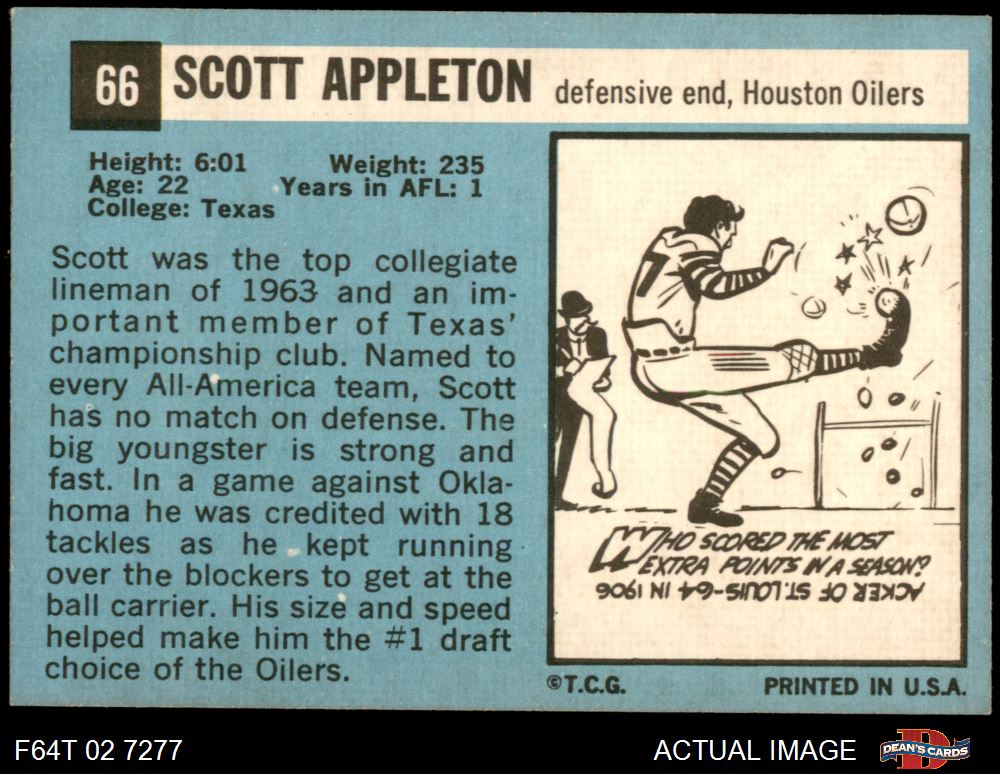 66 SCOTT APPLETON defensive end, Houston Oilers
Height: 6:01 Weight: 235
Age: 22 Years in AFL: 1
College: Texas
Scott was the top collegiate
lineman of 1963 and an im-
portant member of Texas'
championship club. Named to
every All-America team, Scott
has no match on defense. The
big youngster is strong and
fast. In a game against Okla-
homa he was credited with 18
tackles as he kept running
over the blockers to get at the
ball carrier. His size and speed
helped make him the #1 draft
choice of the Oilers.
7
WHO SCORED THE MOST
EXTRA POINTS IN A SEASON?
ACKER OF ST. LOUIS-64 IN 1906
©T.C.G. PRINTED IN U.S.A.
F64T 02 7277 ACTUAL IMAGE DEAN'S CARDS